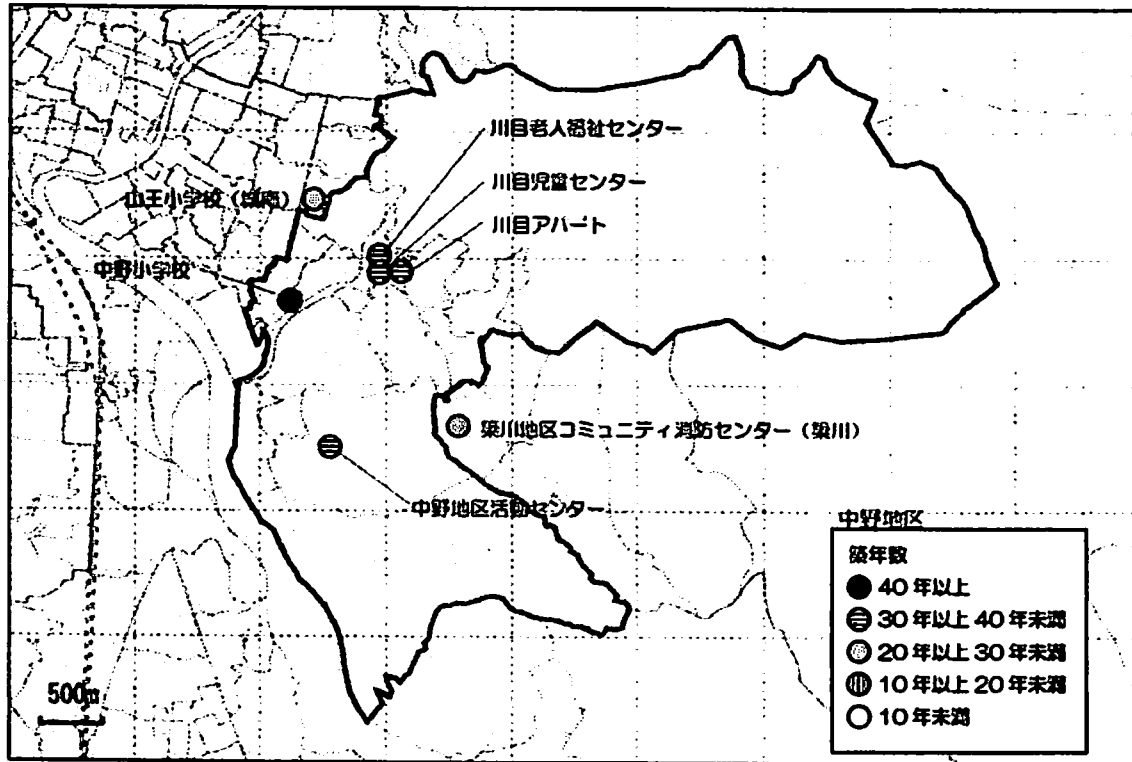 川目老人福祉センター
川目児童センター
山王小学校
川目アパート
中野小学校
簗川地区コミュニティ消防センター（簗川）
中野地区活動センター
中野地区
築年数
40年以上
30年以上40年未満
20年以上30年未満
10年以上20年未満
10年未満
500m